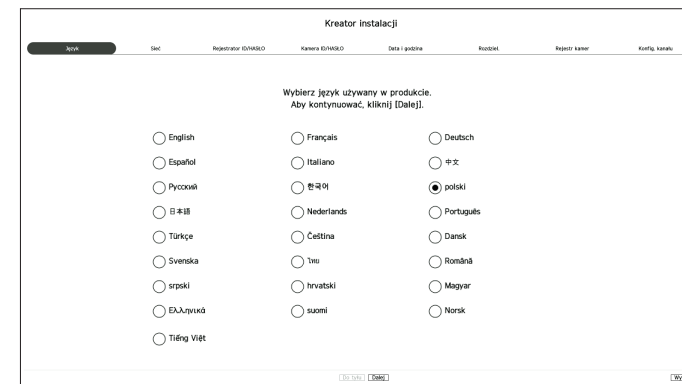 Kreator instalacji
Język Sieć Rejestrator ID/HASŁO Kamera ID/HASŁO Data i godzina Rozdziel. Rejestr kamer Konfig. kanału
Wybierz język używany w produkcie.
Aby kontynuować, kliknij [Dalej].
English Français Deutsch
Español Italiano 中文
Русский 한국어 polski
日本語 Nederlands Português
Türkçe Čeština Dansk
Svenska ไทย Română
srpski hrvatski Magyar
Ελληνικά suomi Norsk
Tiếng Việt
Do tyłu Dalej Wy